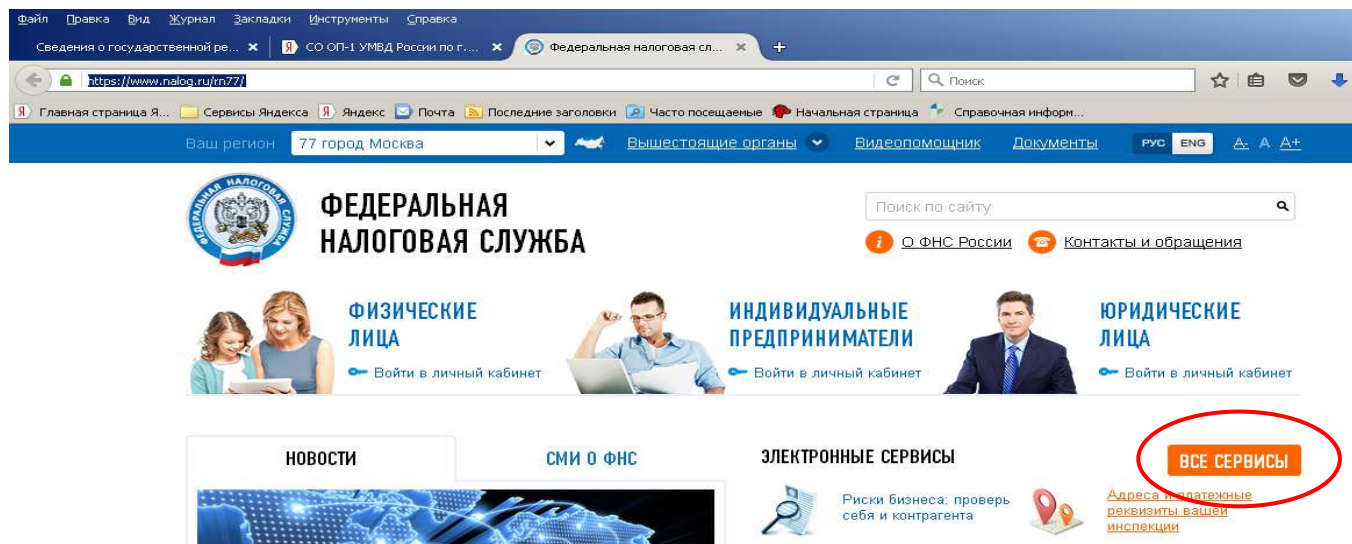 Файл Правка Вид Журнал Закладки Инструменты Справка
Сведения о государственной ре... СО ОП-1 УМВД России по г.... Федеральная налоговая сл...
https://www.nalog.ru/rn77/ Поиск
Главная страница Я... Сервисы Яндекса Яндекс Почта Последние заголовки Часто посещаемые Начальная страница Справочная информ...
Ваш регион 77 город Москва Вышестоящие органы Видеопомощник Документы РУС ENG A- A A+
ФЕДЕРАЛЬНАЯ НАЛОГОВАЯ СЛУЖБА
ФЕДЕРАЛЬНАЯ
НАЛОГОВАЯ СЛУЖБА
Поиск по сайту
О ФНС России Контакты и обращения
ФИЗИЧЕСКИЕ
ЛИЦА
Войти в личный кабинет
ИНДИВИДУАЛЬНЫЕ
ПРЕДПРИНИМАТЕЛИ
Войти в личный кабинет
ЮРИДИЧЕСКИЕ
ЛИЦА
Войти в личный кабинет
НОВОСТИ СМИ О ФНС
ЭЛЕКТРОННЫЕ СЕРВИСЫ ВСЕ СЕРВИСЫ
Риски бизнеса: проверь
себя и контрагента
Адреса и платежные
реквизиты вашей
инспекции